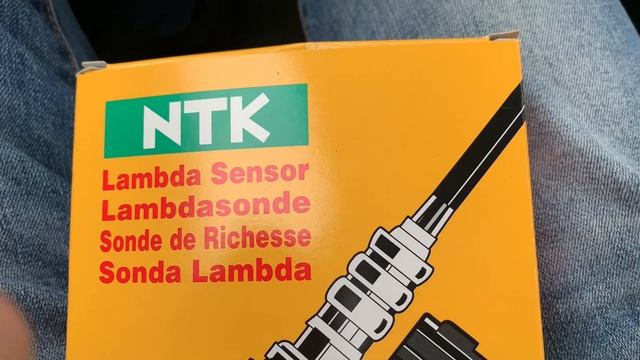 NTK
Lambda Sensor
Lambdasonde
Sonde de Richesse
Sonda Lambda